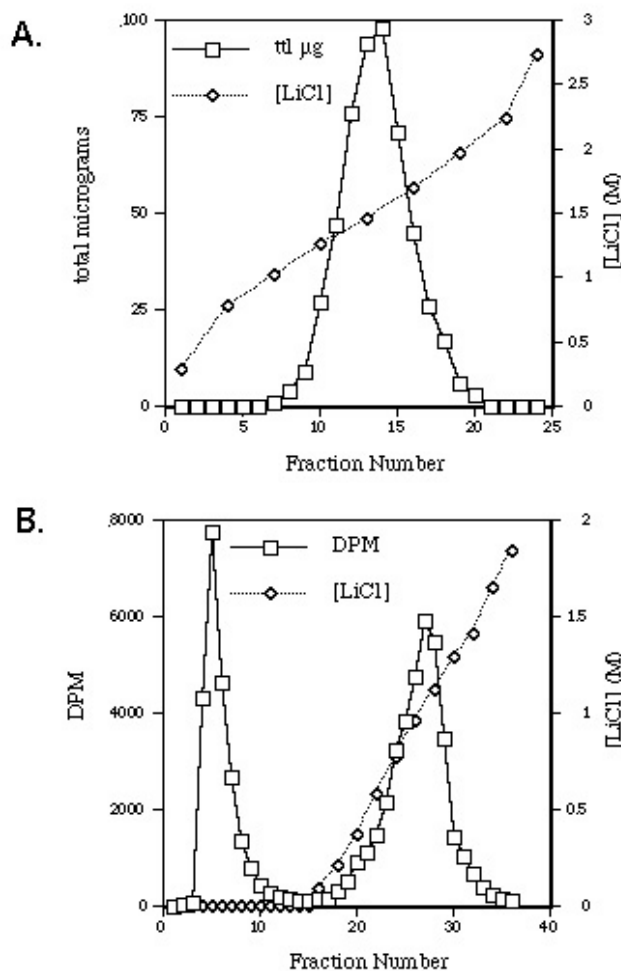 A.
,100
3
ttl µg
[LiCl]
2.5
75
2
total micrograms
50
1.5
[LiCl] (M)
1
25
0.5
0
0
0
5
10
15
20
25
Fraction Number
B.
,8000
2
DPM
[LiCl]
6000
1.5
DPM
4000
1
[LiCl] (M)
2000
0.5
0
0
0
10
20
30
40
Fraction Number